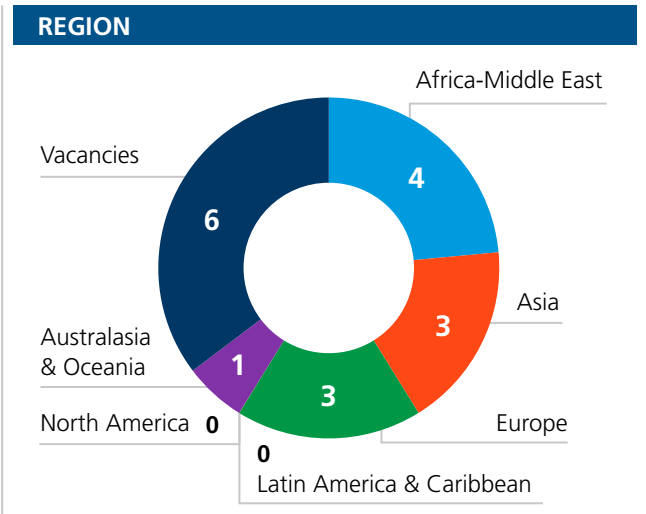 REGION
Africa-Middle East
Vacancies
4
6
Asia
3
Australasia
& Oceania
1
3
North America 0
Europe
0
Latin America & Caribbean